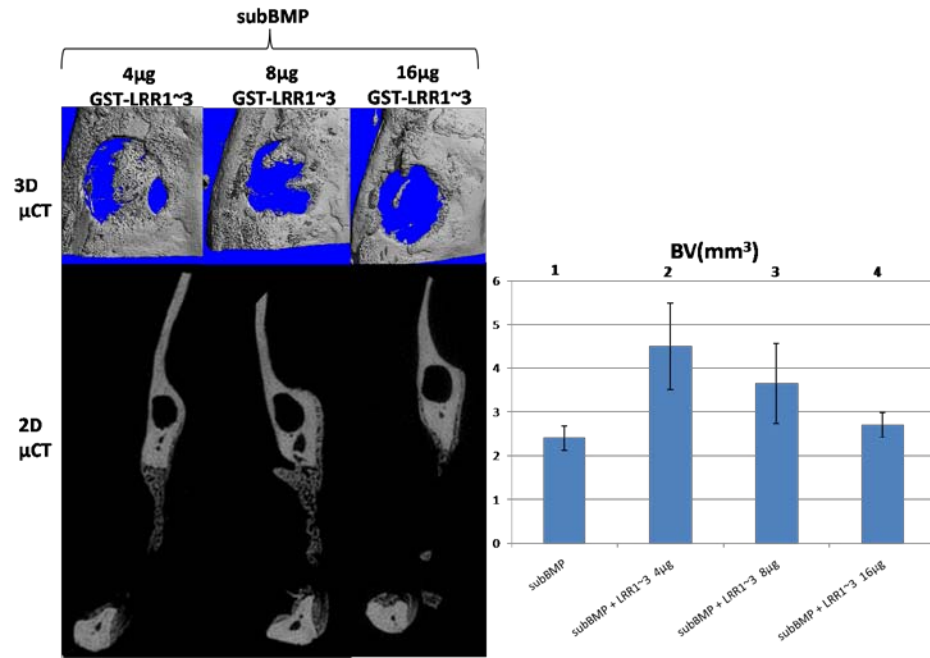 subBMP
4µg
GST-LRR1~3
8µg
GST-LRR1~3
16µg
GST-LRR1~3
3D
µCT
2D
µCT
BV(mm³)
1 2 3 4
6
5
4
3
2
1
0
subBMP
subBMP + LRR1~3 4µg
subBMP + LRR1~3 8µg
subBMP + LRR1~3 16µg